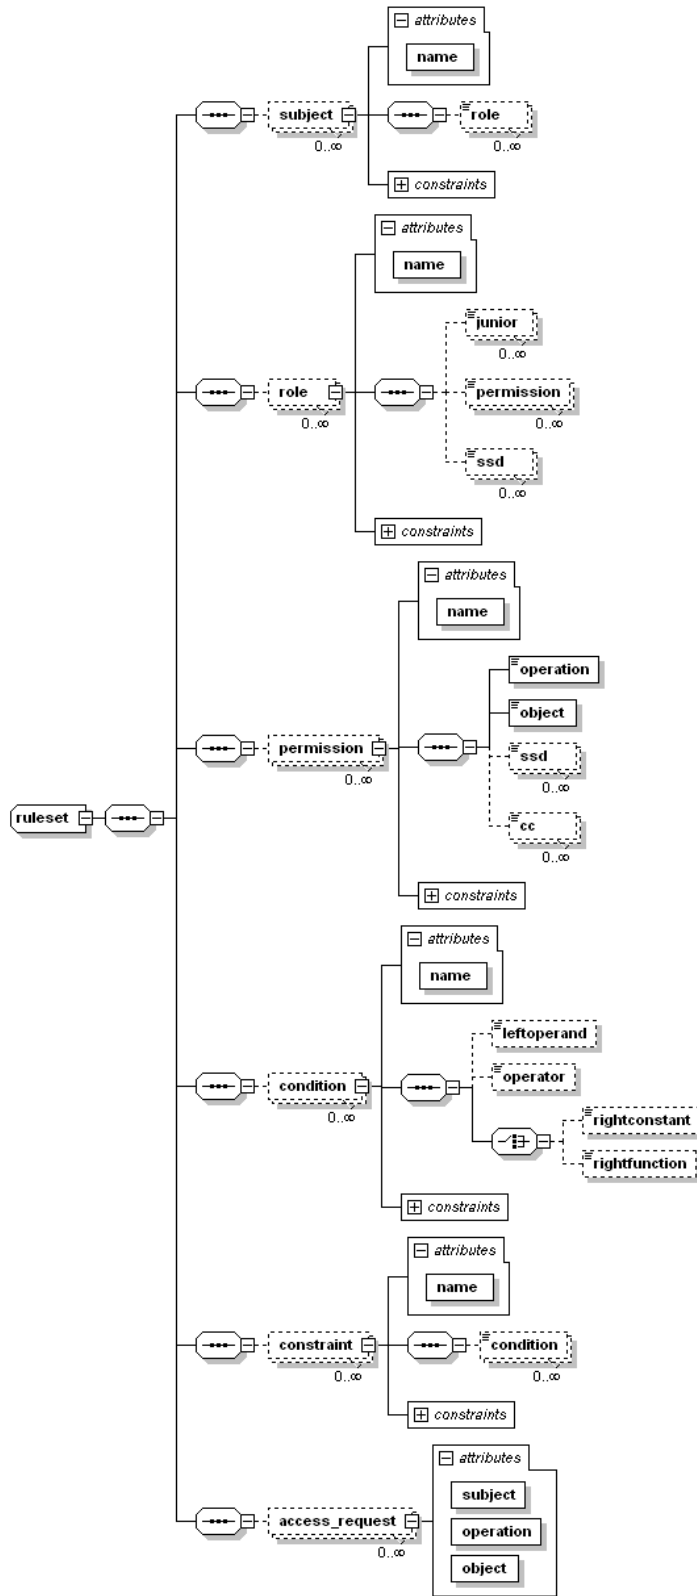 attributes
name
subject
0..∞
role
0..∞
constraints
attributes
name
junior
0..∞
role
0..∞
permission
0..∞
ssd
0..∞
constraints
attributes
name
operation
object
permission
0..∞
ssd
0..∞
ruleset
cc
0..∞
constraints
attributes
name
leftoperand
condition
0..∞
operator
rightconstant
rightfunction
constraints
attributes
name
constraint
0..∞
condition
0..∞
constraints
attributes
subject
access_request
0..∞
operation
object